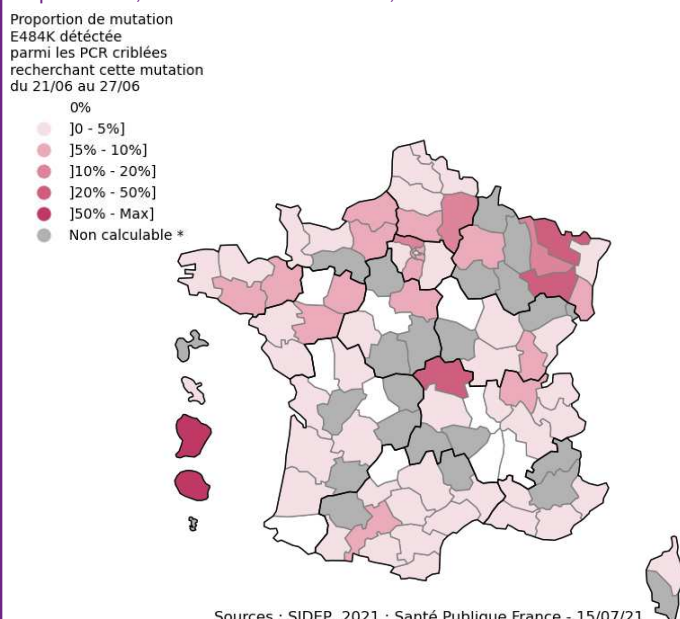 Proportion de mutation
E484K détéctée
parmi les PCR criblées
recherchant cette mutation
du 21/06 au 27/06
0%
]0 - 5%]
]5% - 10%]
]10% - 20%]
]20% - 50%]
]50% - Max]
Non calculable *
Sources : SIDEP, 2021 ; Santé Publique France - 15/07/21